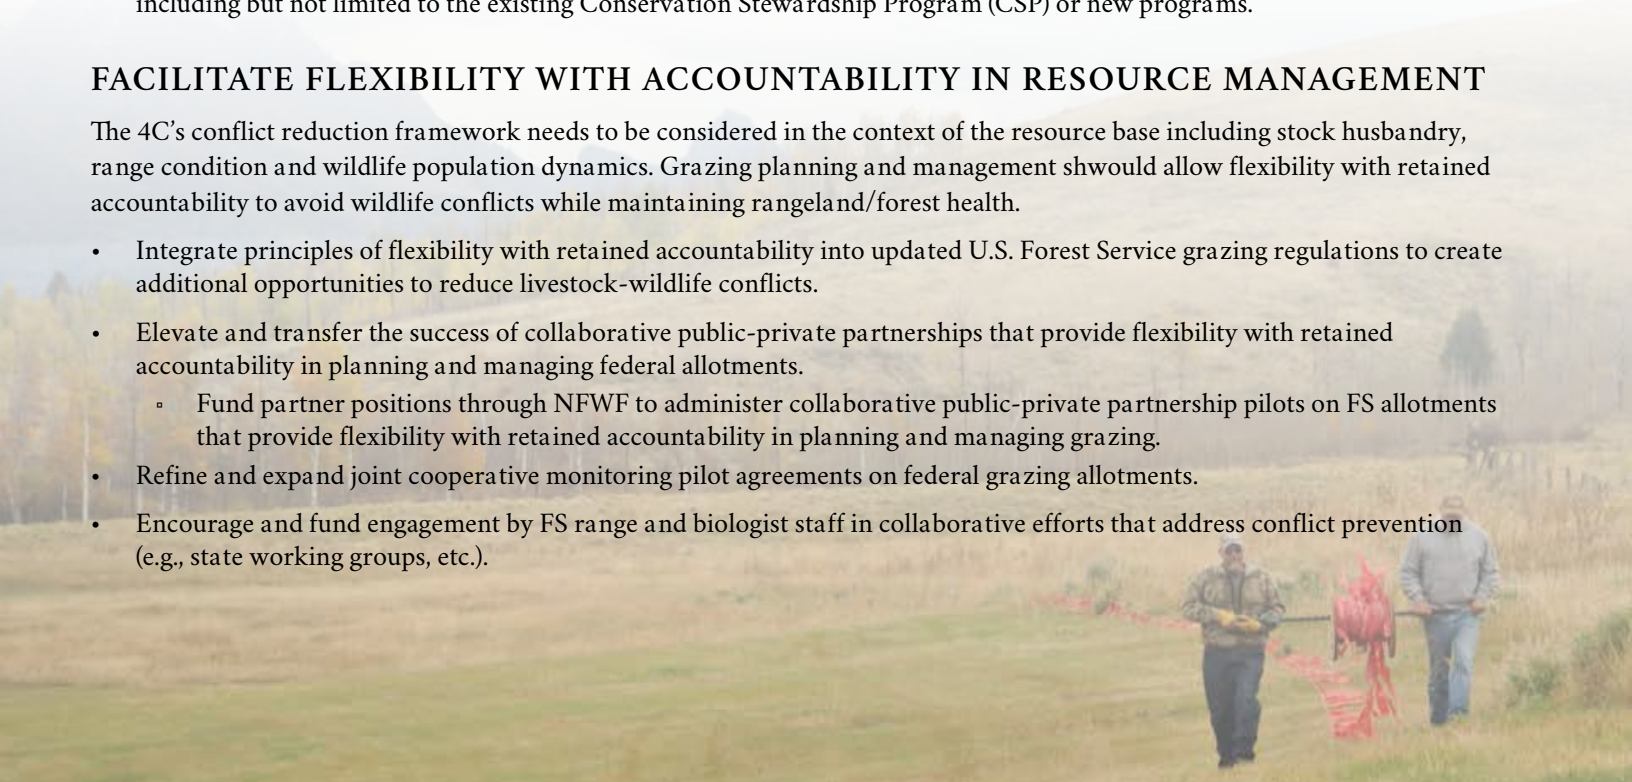 including but not limited to the existing Conservation Stewardship Program (CSP) or new programs.
FACILITATE FLEXIBILITY WITH ACCOUNTABILITY IN RESOURCE MANAGEMENT
The 4C’s conflict reduction framework needs to be considered in the context of the resource base including stock husbandry,
range condition and wildlife population dynamics. Grazing planning and management shwould allow flexibility with retained
accountability to avoid wildlife conflicts while maintaining rangeland/forest health.
• Integrate principles of flexibility with retained accountability into updated U.S. Forest Service grazing regulations to create
additional opportunities to reduce livestock-wildlife conflicts.
• Elevate and transfer the success of collaborative public-private partnerships that provide flexibility with retained
accountability in planning and managing federal allotments.
▫ Fund partner positions through NFWF to administer collaborative public-private partnership pilots on FS allotments
that provide flexibility with retained accountability in planning and managing grazing.
• Refine and expand joint cooperative monitoring pilot agreements on federal grazing allotments.
• Encourage and fund engagement by FS range and biologist staff in collaborative efforts that address conflict prevention
(e.g., state working groups, etc.).